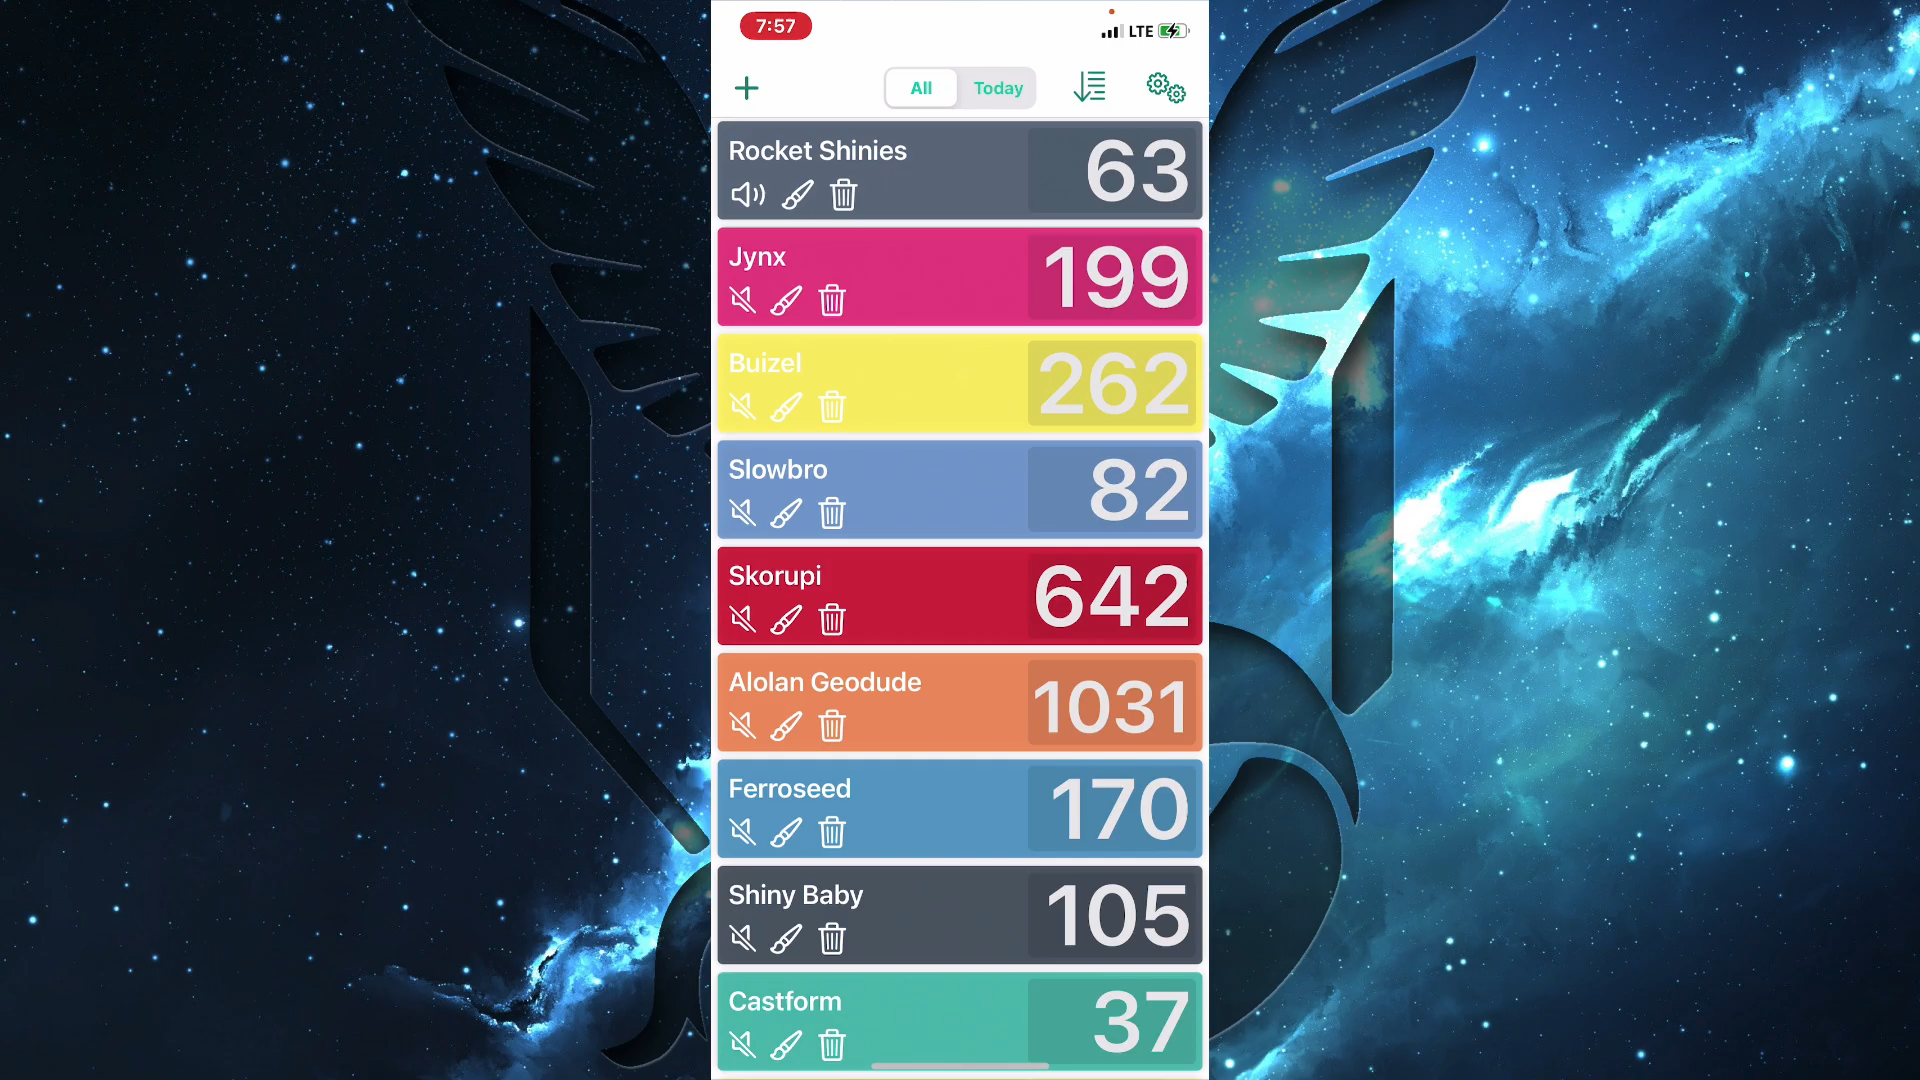 7:57
LTE
All
Today
Rocket Shinies
63
Jynx
199
Buizel
262
Slowbro
82
Skorupi
642
Alolan Geodude
1031
Ferroseed
170
Shiny Baby
105
Castform
37